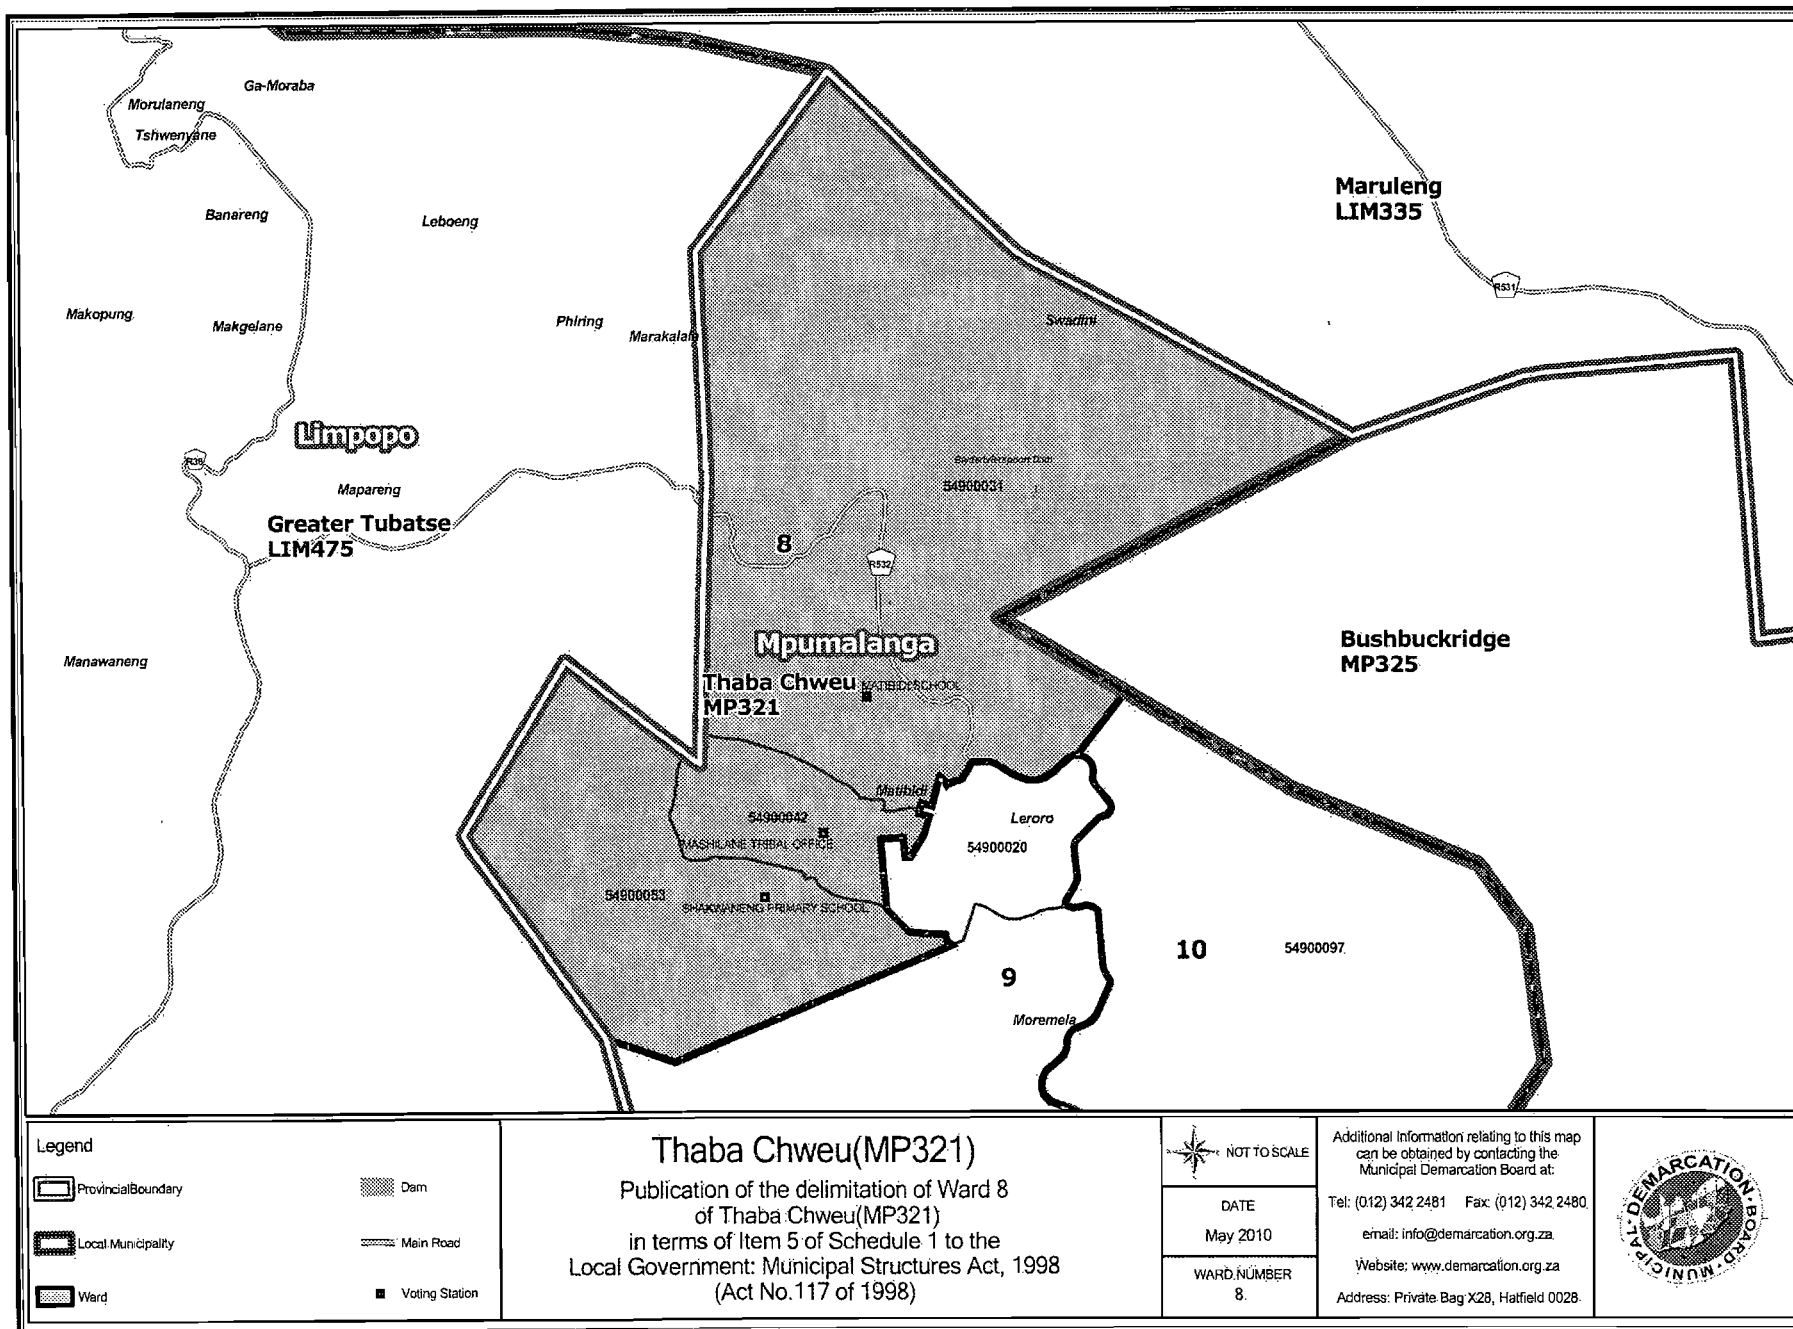 Ga-Moraba
Morulaneng
Tshwenyane
Maruleng
LIM335
Banareng
Leboeng
R531
Makopung
Makgelane
Phiring
Marakalala
Swadini
Limpopo
Mapareng
54900031
Greater Tubatse
LIM475
8
R532
Mpumalanga
Bushbuckridge
MP325
Manawaneng
Thaba Chweu
MP321
MATIBIDI SCHOOL
Matibidi
Leroro
54900042
MASHILANE TRIBAL OFFICE
54900020
54900053
SHAKWANENG PRIMARY SCHOOL
10
54900097
9
Moremela
Legend
ProvincialBoundary
Dam
Local Municipality
Main Road
Ward
Voting Station
Thaba Chweu(MP321)
Publication of the delimitation of Ward 8
of Thaba Chweu(MP321)
in terms of Item 5 of Schedule 1 to the
Local Government: Municipal Structures Act, 1998
(Act No.117 of 1998)
NOT TO SCALE
DATE
May 2010
WARD NUMBER
8
Additional Information relating to this map
can be obtained by contacting the
Municipal Demarcation Board at:
Tel: (012) 342 2481 Fax: (012) 342 2480
email: info@demarcation.org.za
Website: www.demarcation.org.za
Address: Private Bag X28, Hatfield 0028
MUNICIPAL DEMARCATION BOARD